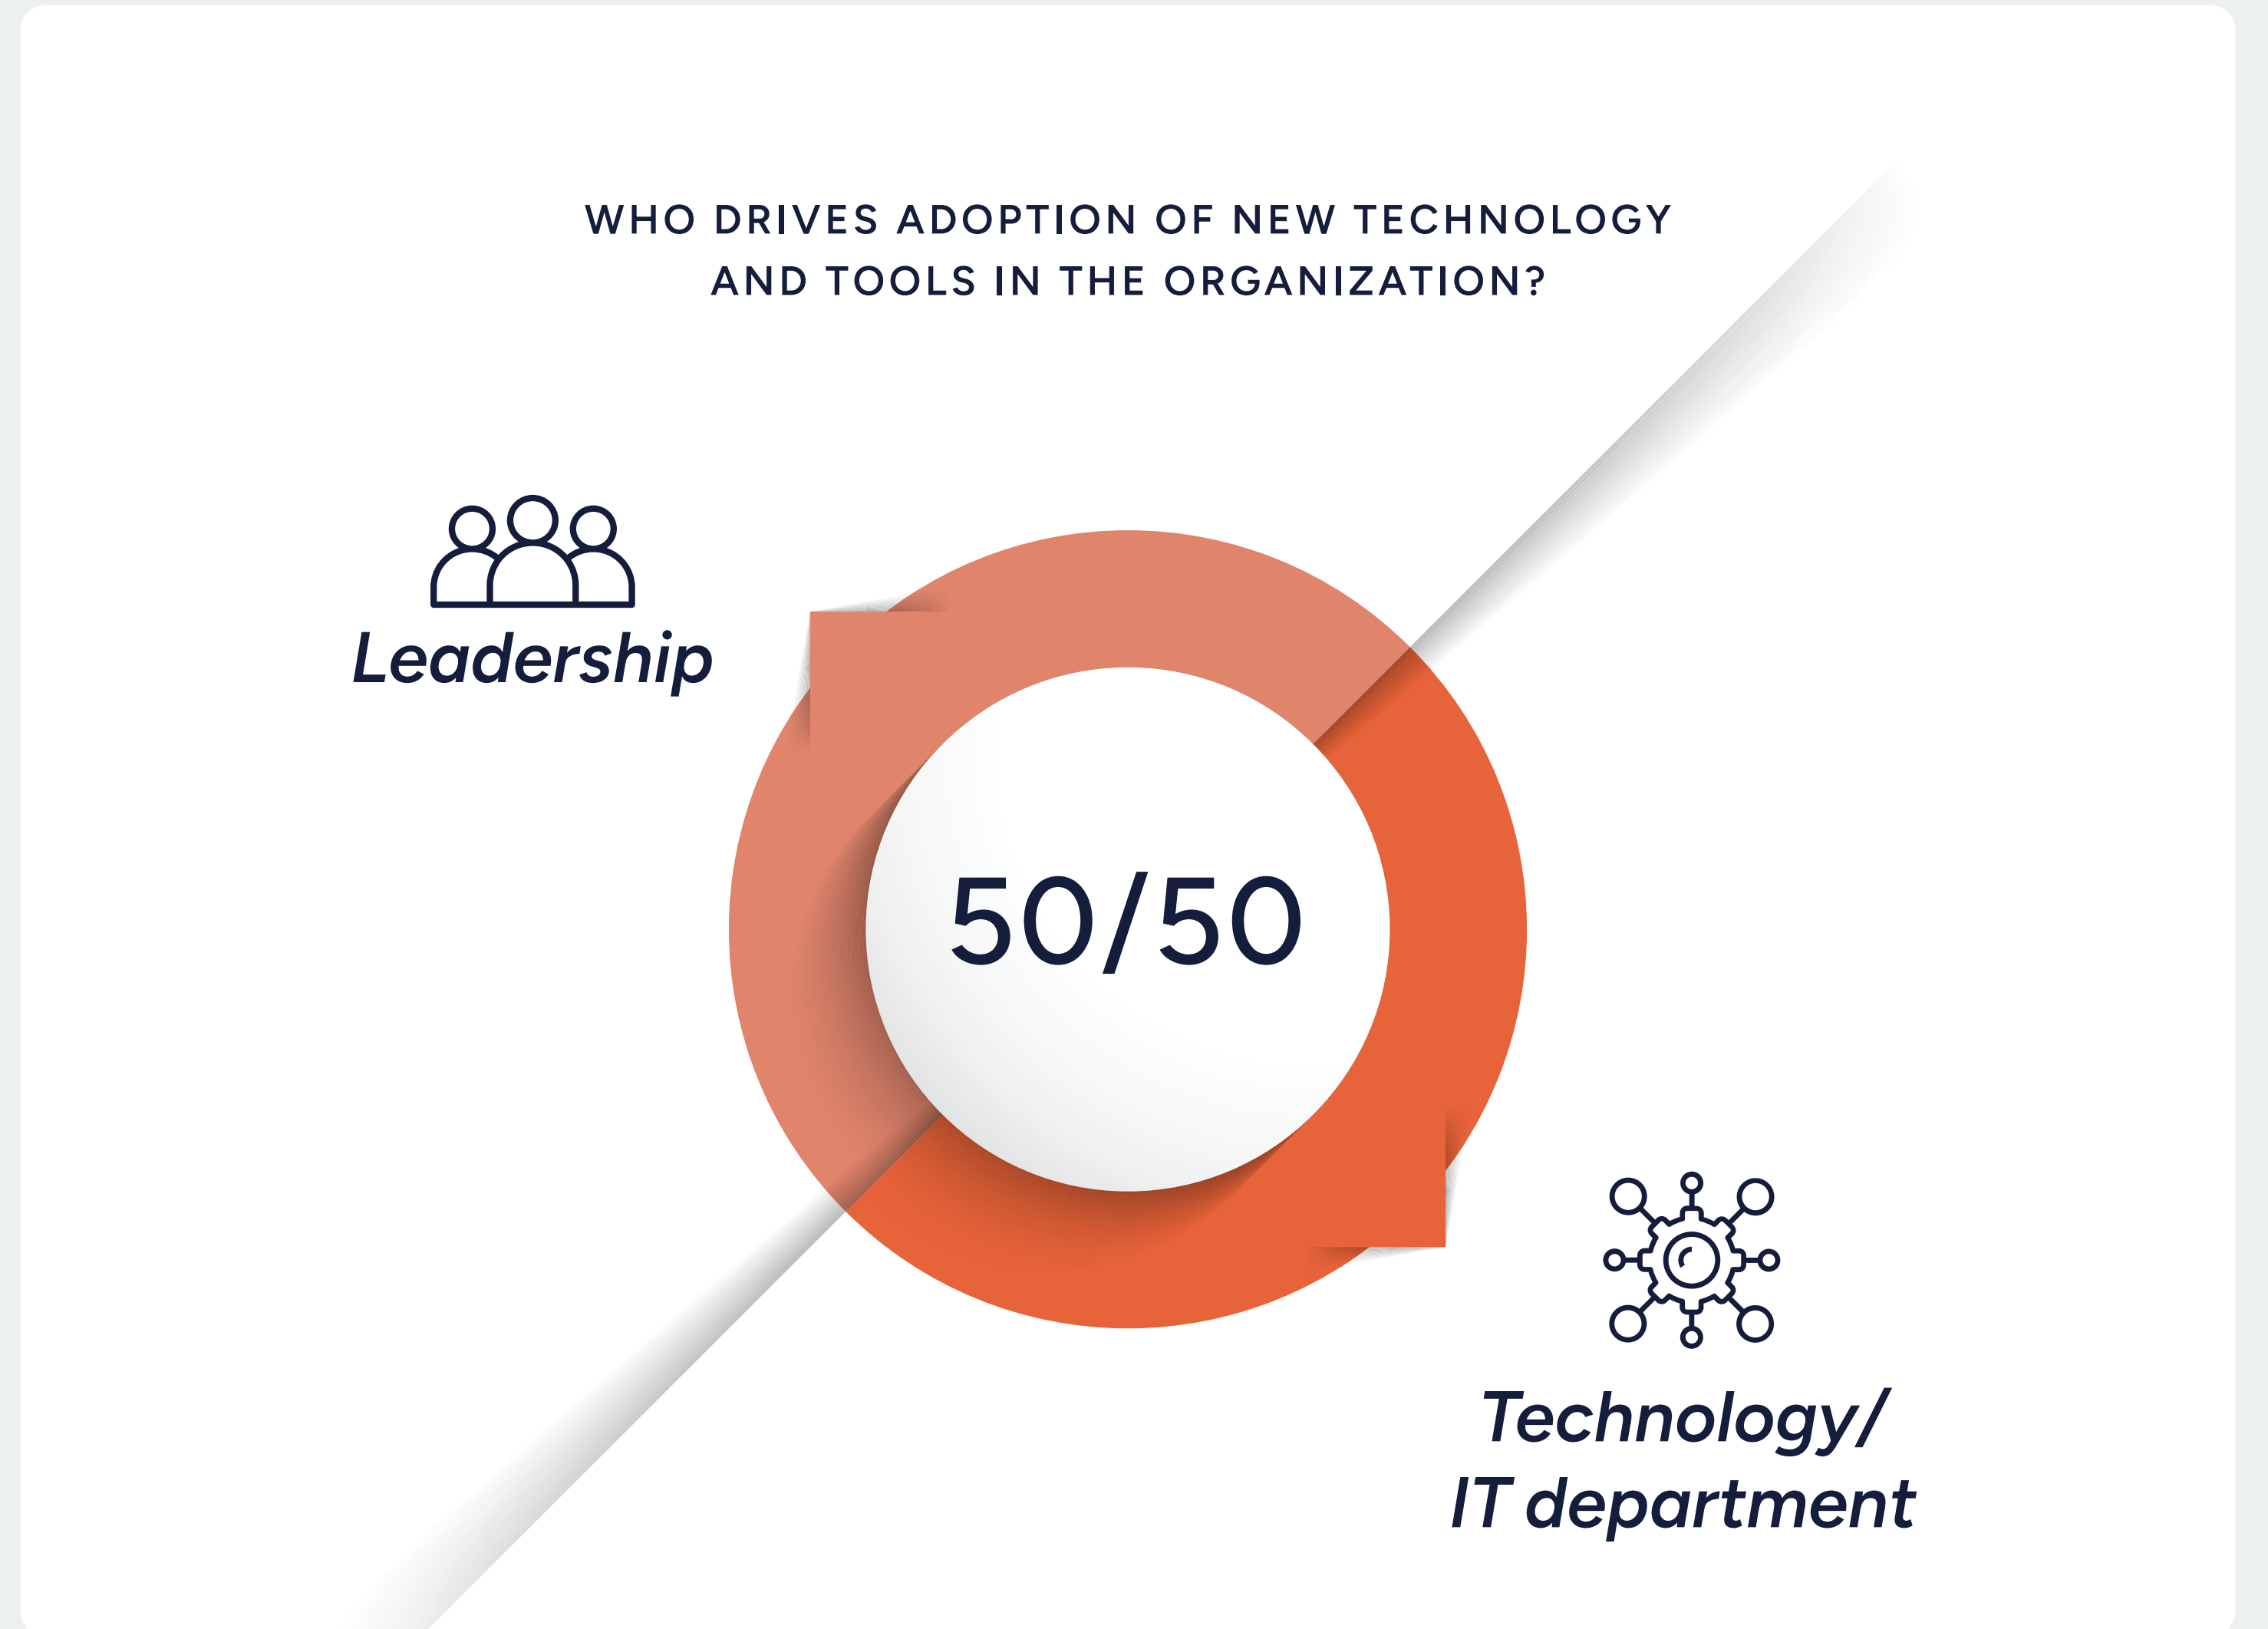 WHO DRIVES ADOPTION OF NEW TECHNOLOGY
AND TOOLS IN THE ORGANIZATION?
Leadership
50/50
Technology/
IT department